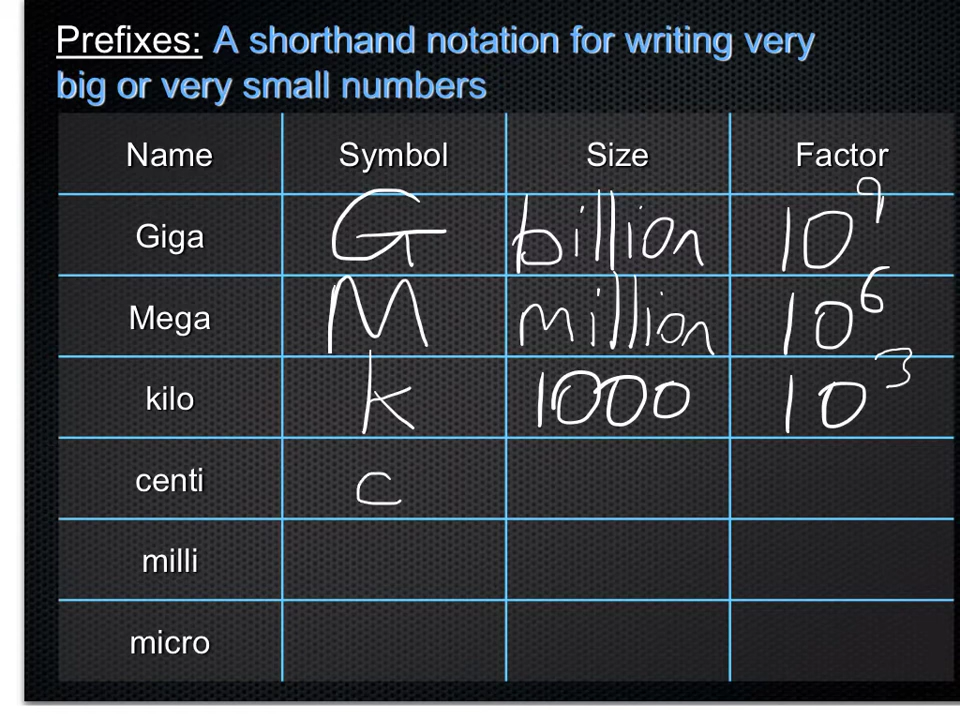 Prefixes: A shorthand notation for writing very
big or very small numbers
Name Symbol Size Factor
Giga G billion 10⁹
Mega M million 10⁶
kilo k 1000 10³
centi c
milli
micro